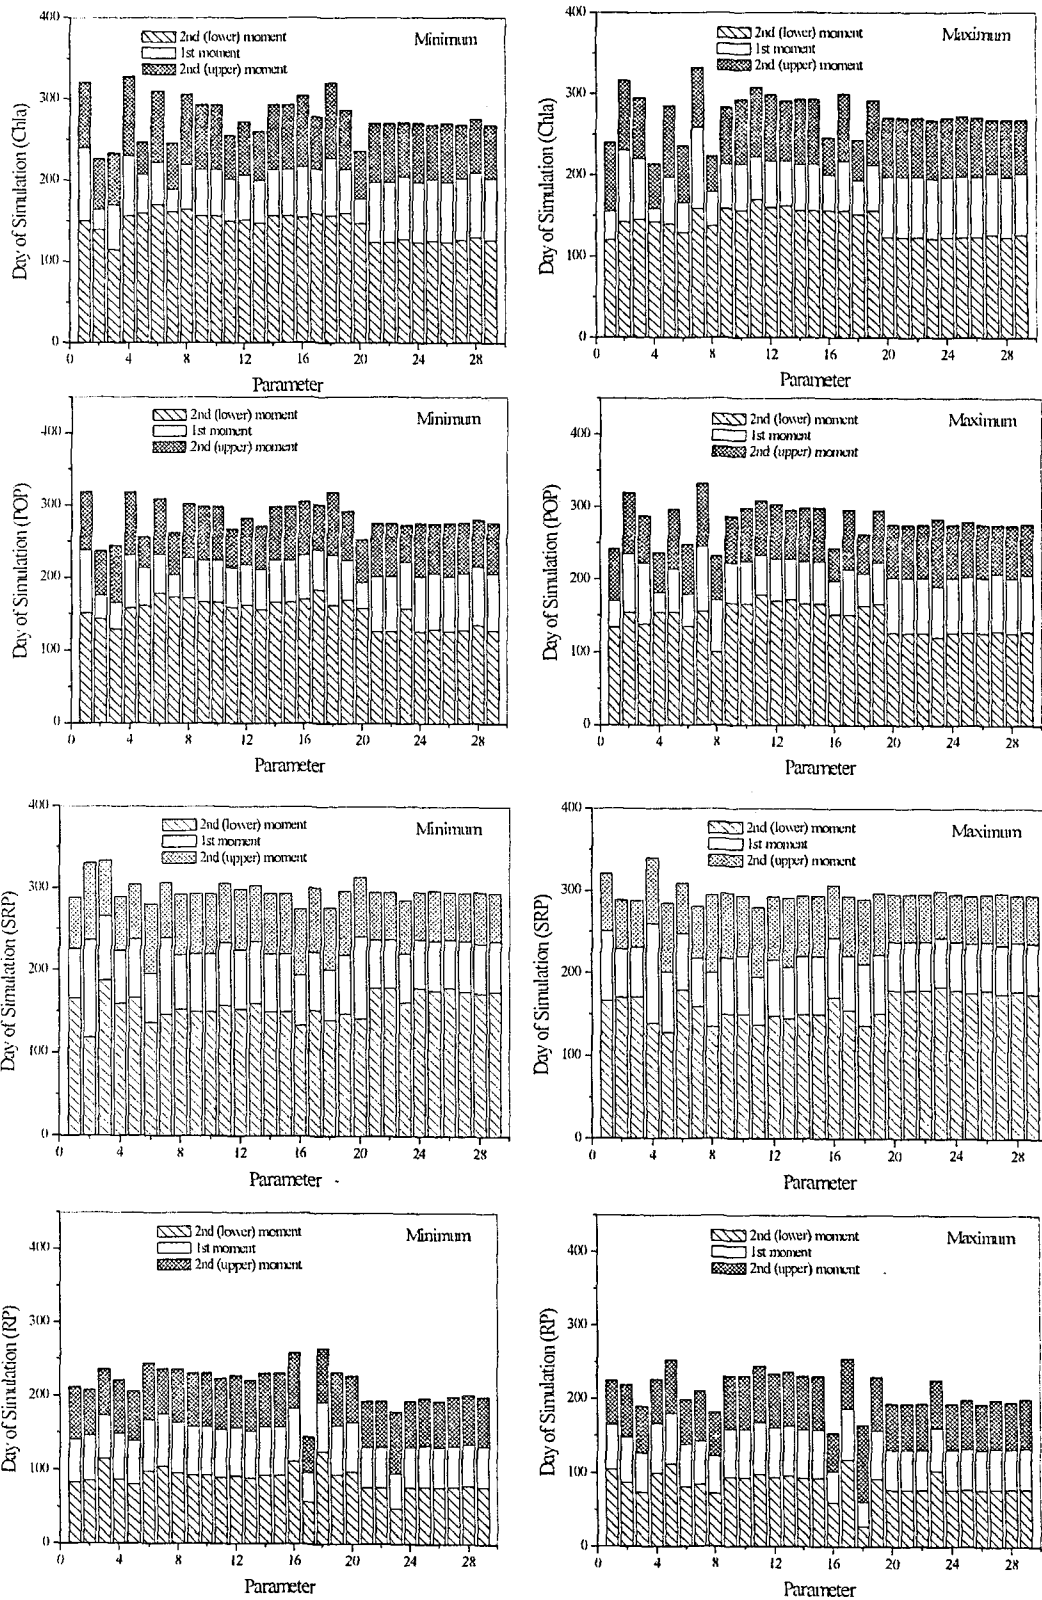 400
300
200
100
0
2nd (lower) moment
1st moment
2nd (upper) moment
Minimum
Day of Simulation (Chla)
0 4 8 12 16 20 24 28
Parameter
400
300
200
100
0
2nd (lower) moment
1st moment
2nd (upper) moment
Maximum
Day of Simulation (Chla)
0 4 8 12 16 20 24 28
Parameter
400
300
200
100
0
2nd (lower) moment
1st moment
2nd (upper) moment
Minimum
Day of Simulation (POP)
0 4 8 12 16 20 24 28
Parameter
400
300
200
100
0
2nd (lower) moment
1st moment
2nd (upper) moment
Maximum
Day of Simulation (POP)
0 4 8 12 16 20 24 28
Parameter
400
300
200
100
0
2nd (lower) moment
1st moment
2nd (upper) moment
Minimum
Day of Simulation (SRP)
0 4 8 12 16 20 24 28
Parameter
400
300
200
100
0
2nd (lower) moment
1st moment
2nd (upper) moment
Maximum
Day of Simulation (SRP)
0 4 8 12 16 20 24 28
Parameter
400
300
200
100
0
2nd (lower) moment
1st moment
2nd (upper) moment
Minimum
Day of Simulation (RP)
0 4 8 12 16 20 24 28
Parameter
400
300
200
100
0
2nd (lower) moment
1st moment
2nd (upper) moment
Maximum
Day of Simulation (RP)
0 4 8 12 16 20 24 28
Parameter